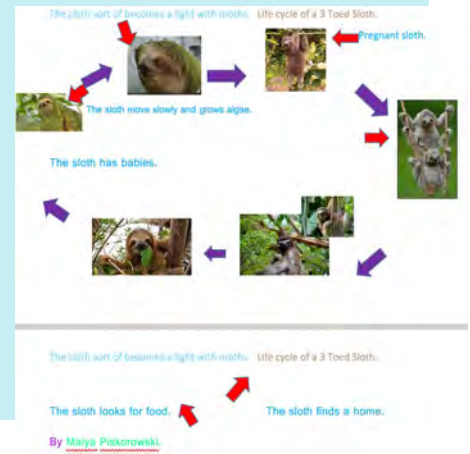 The sloth sort of becomes a fight with moths. Life cycle of a 3 Toed Sloth.
Pregnant sloth.
The sloth move slowly and grows algae.
The sloth has babies.
The sloth sort of becomes a fight with moths. Life cycle of a 3 Toed Sloth.
The sloth looks for food. The sloth finds a home.
By Maiya Piskorowski.